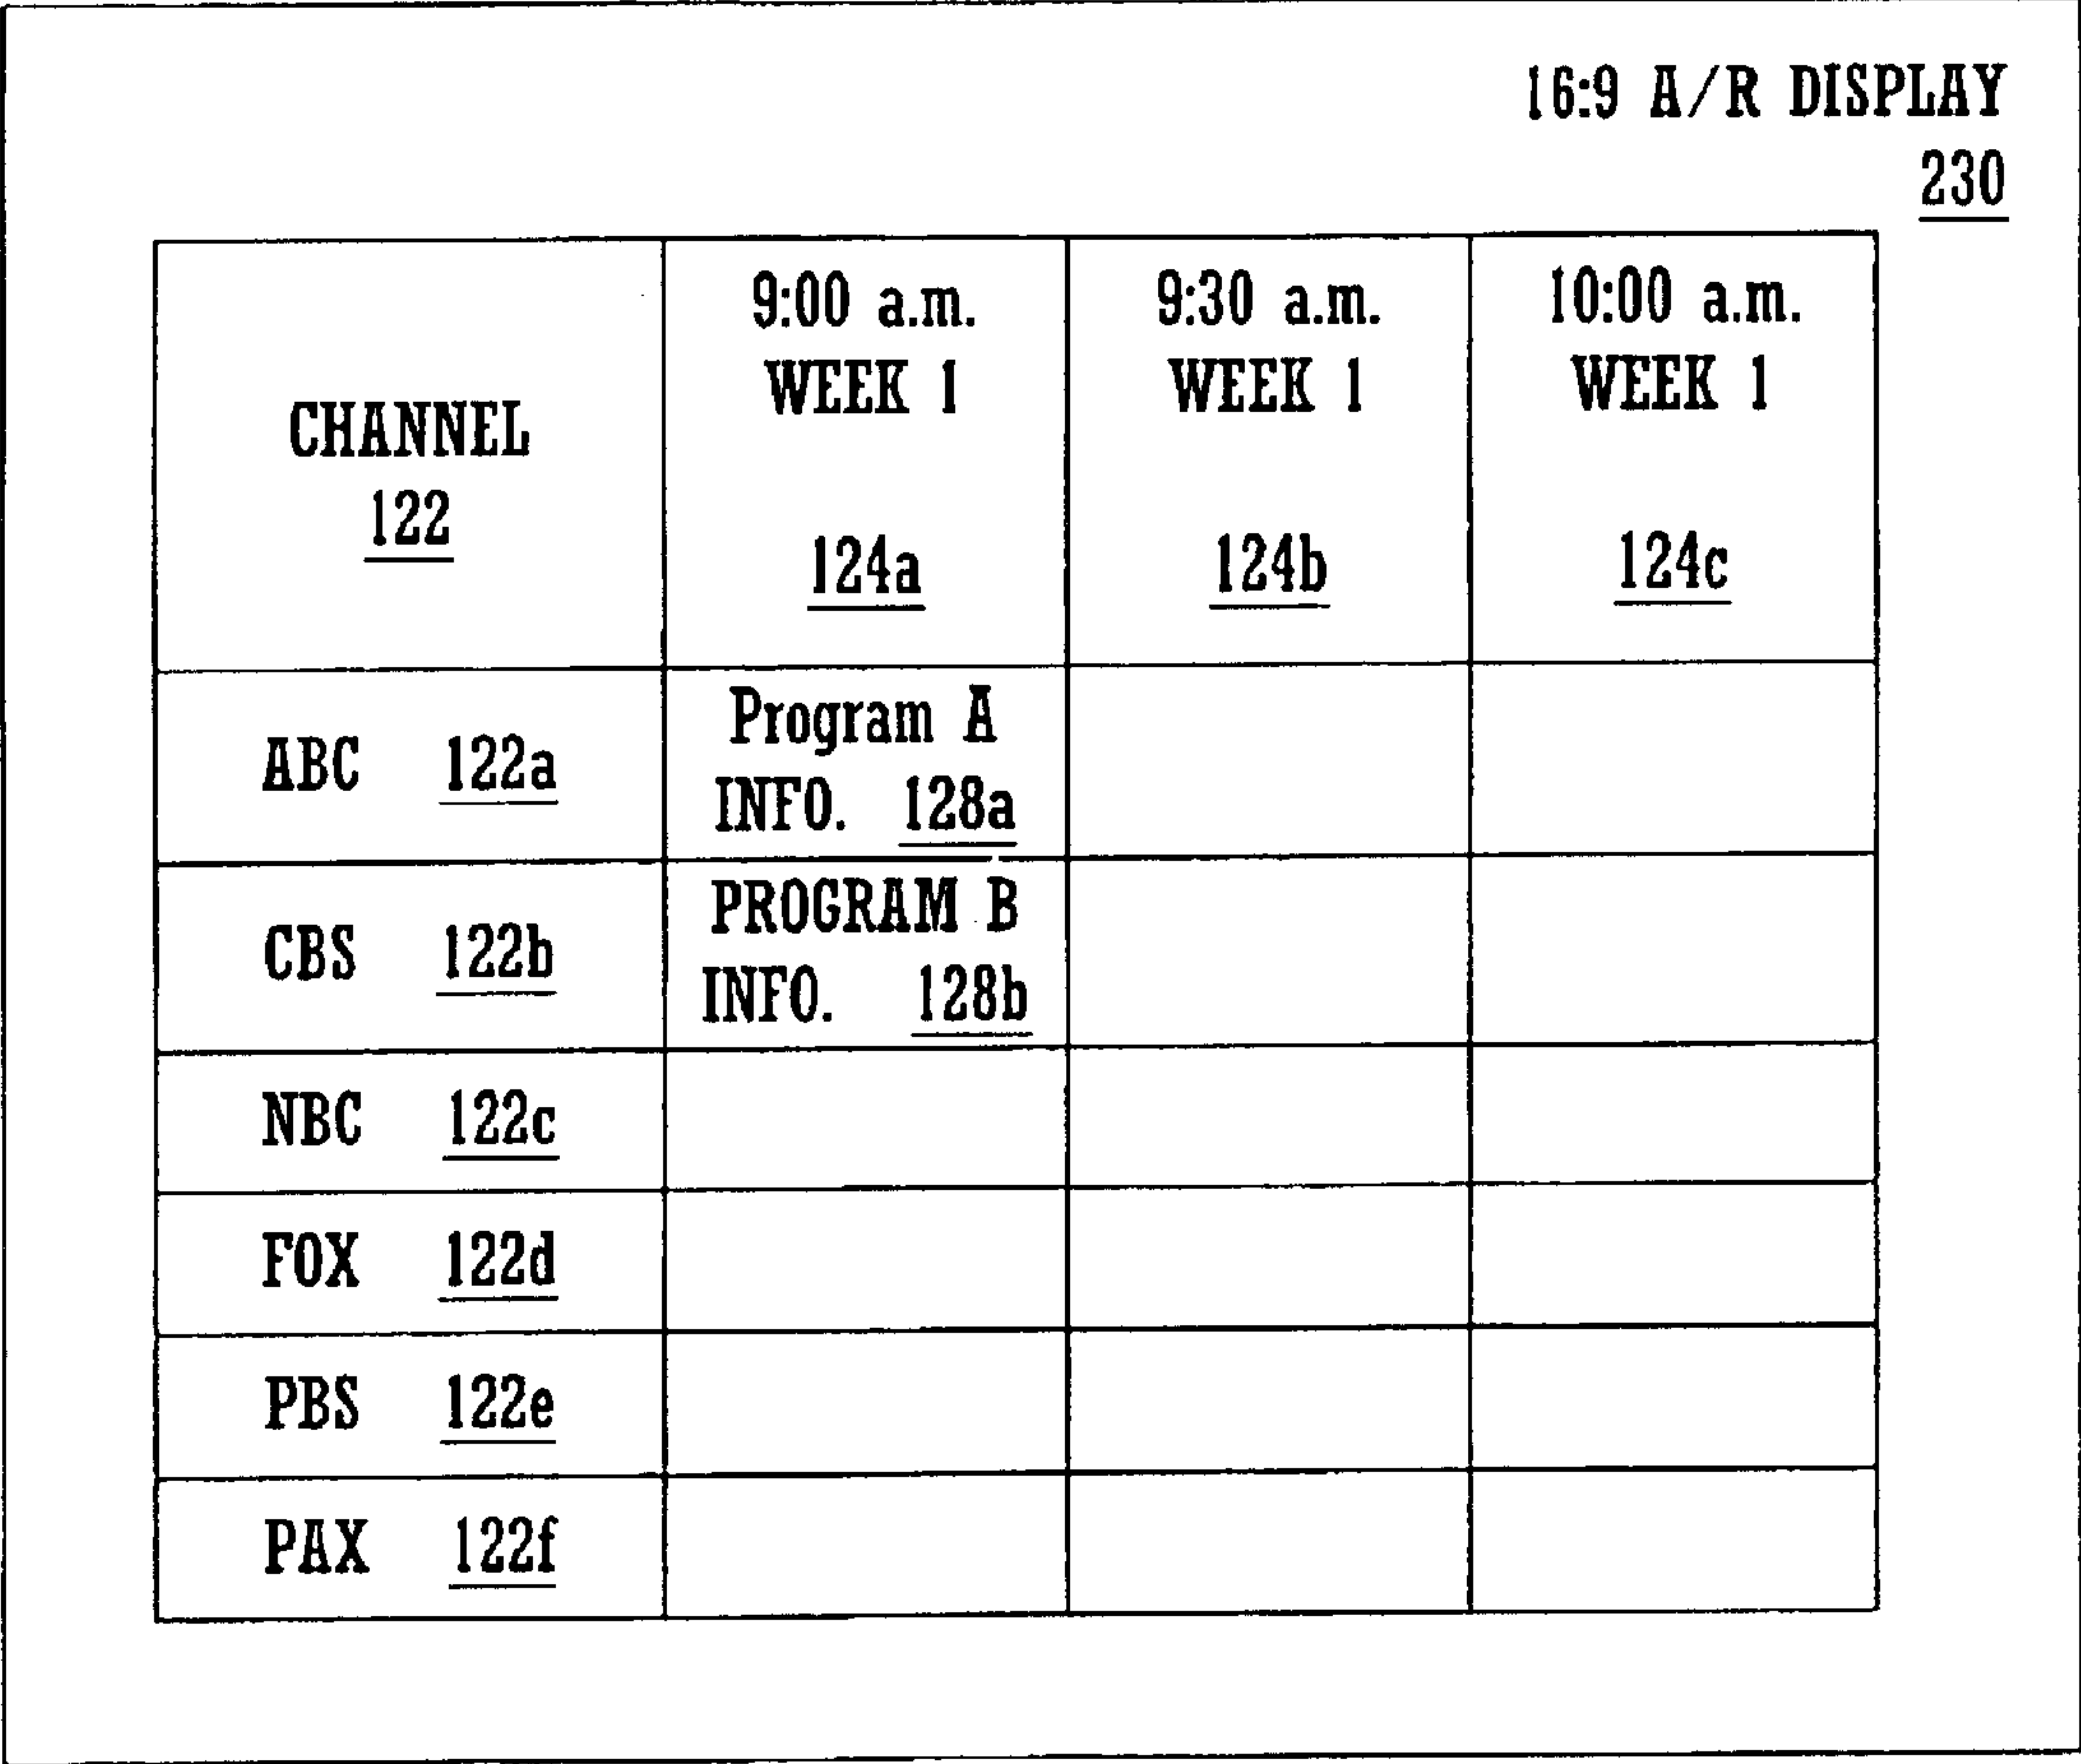 16:9 A/R DISPLAY
230
CHANNEL
122
9:00 a.m.
WEEK 1
124a
9:30 a.m.
WEEK 1
124b
10:00 a.m.
WEEK 1
124c
ABC 122a
Program A
INFO. 128a
CBS 122b
PROGRAM B
INFO. 128b
NBC 122c
FOX 122d
PBS 122e
PAX 122f